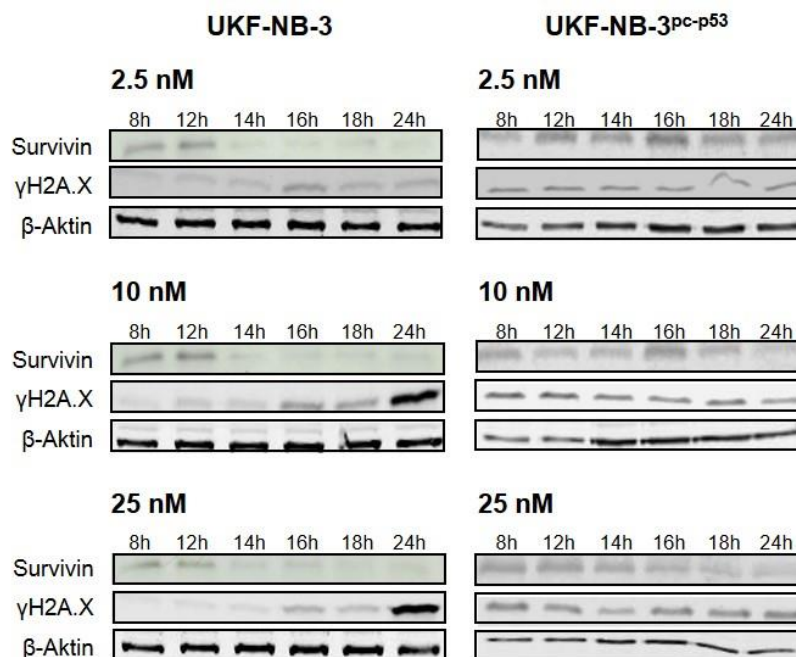 UKF-NB-3 UKF-NB-3pc-p53
2.5 nM 2.5 nM
8h 12h 14h 16h 18h 24h 8h 12h 14h 16h 18h 24h
Survivin
γH2A.X
β-Aktin
10 nM 10 nM
8h 12h 14h 16h 18h 24h 8h 12h 14h 16h 18h 24h
Survivin
γH2A.X
β-Aktin
25 nM 25 nM
8h 12h 14h 16h 18h 24h 8h 12h 14h 16h 18h 24h
Survivin
γH2A.X
β-Aktin